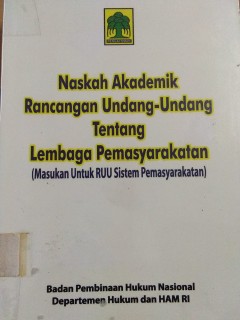 Naskah Akademik
Rancangan Undang-Undang
Tentang
Lembaga Pemasyarakatan
(Masukan Untuk RUU Sistem Pemasyarakatan)
Badan Pembinaan Hukum Nasional
Departemen Hukum dan HAM RI